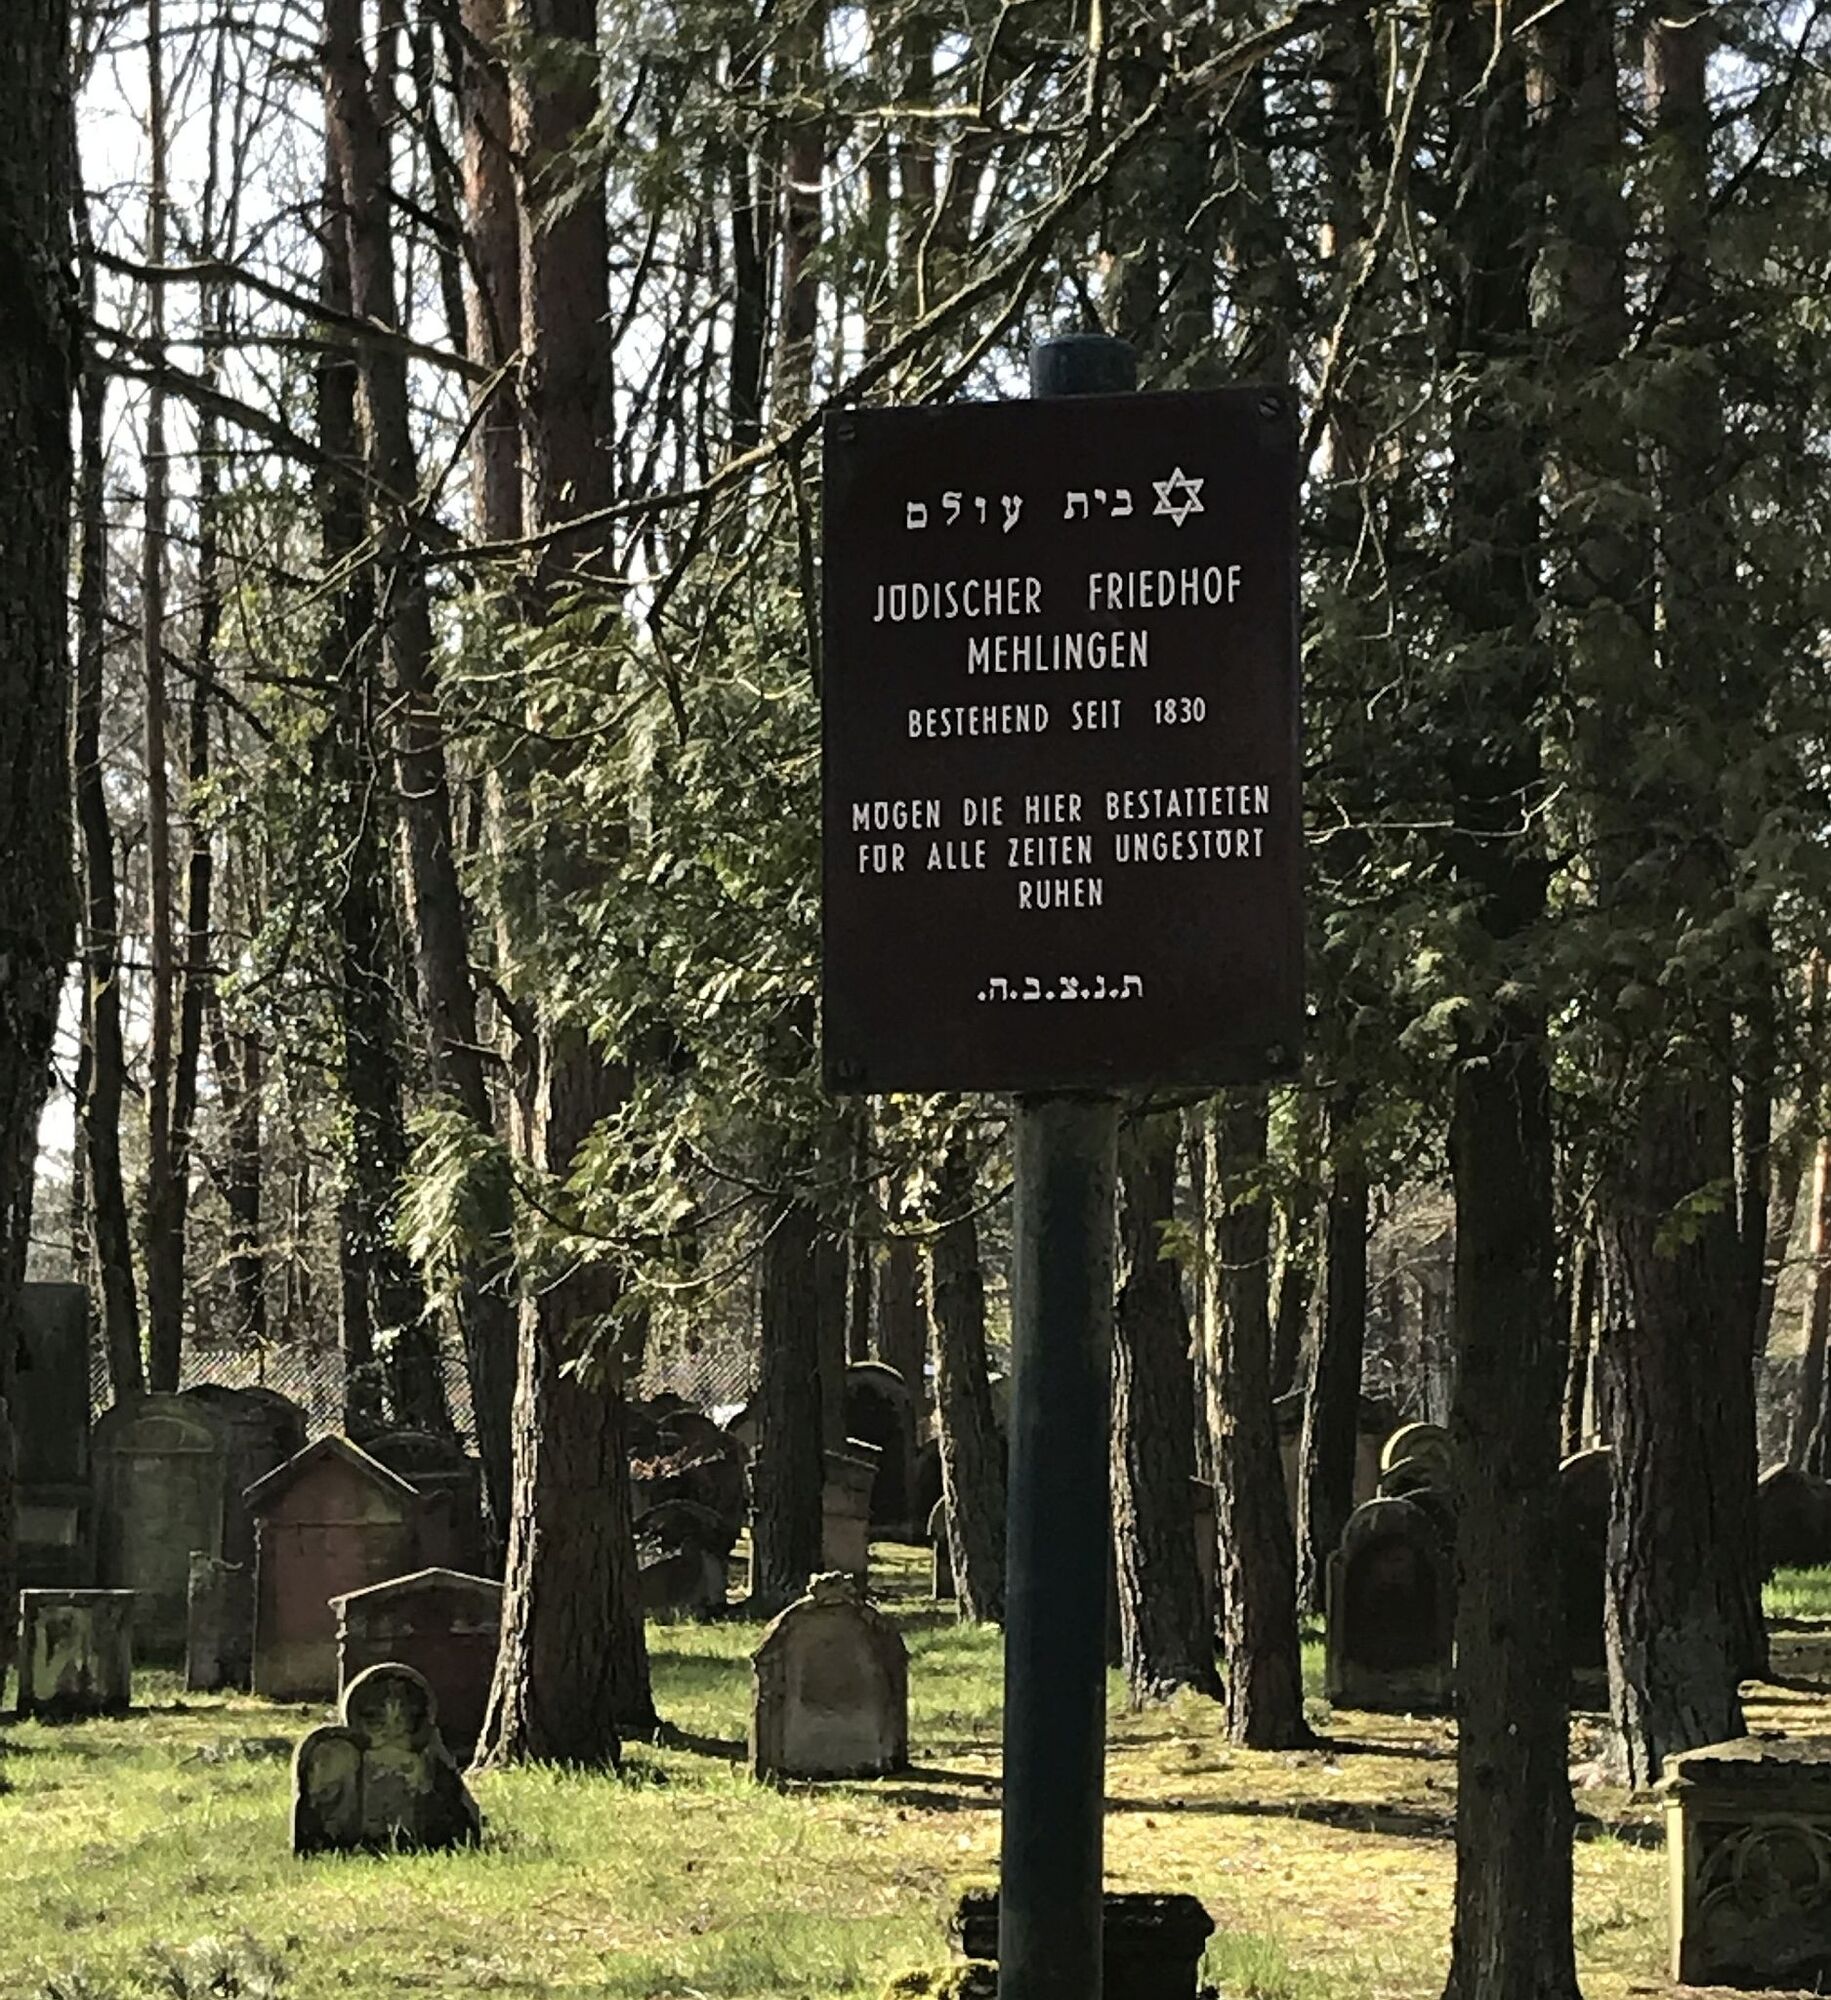 בית עולם
JÜDISCHER FRIEDHOF
MEHLINGEN
BESTEHEND SEIT 1830
MÖGEN DIE HIER BESTATTETEN
FÜR ALLE ZEITEN UNGESTÖRT
RUHEN
ת.נ.צ.ב.ה.